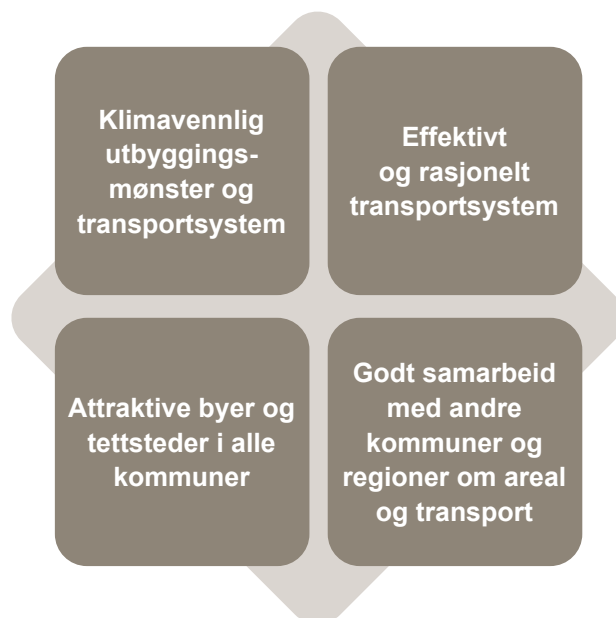 Klimavennlig
utbyggings-
mønster og
transportsystem
Effektivt
og rasjonelt
transportsystem
Attraktive byer og
tettsteder i alle
kommuner
Godt samarbeid
med andre
kommuner og
regioner om areal
og transport